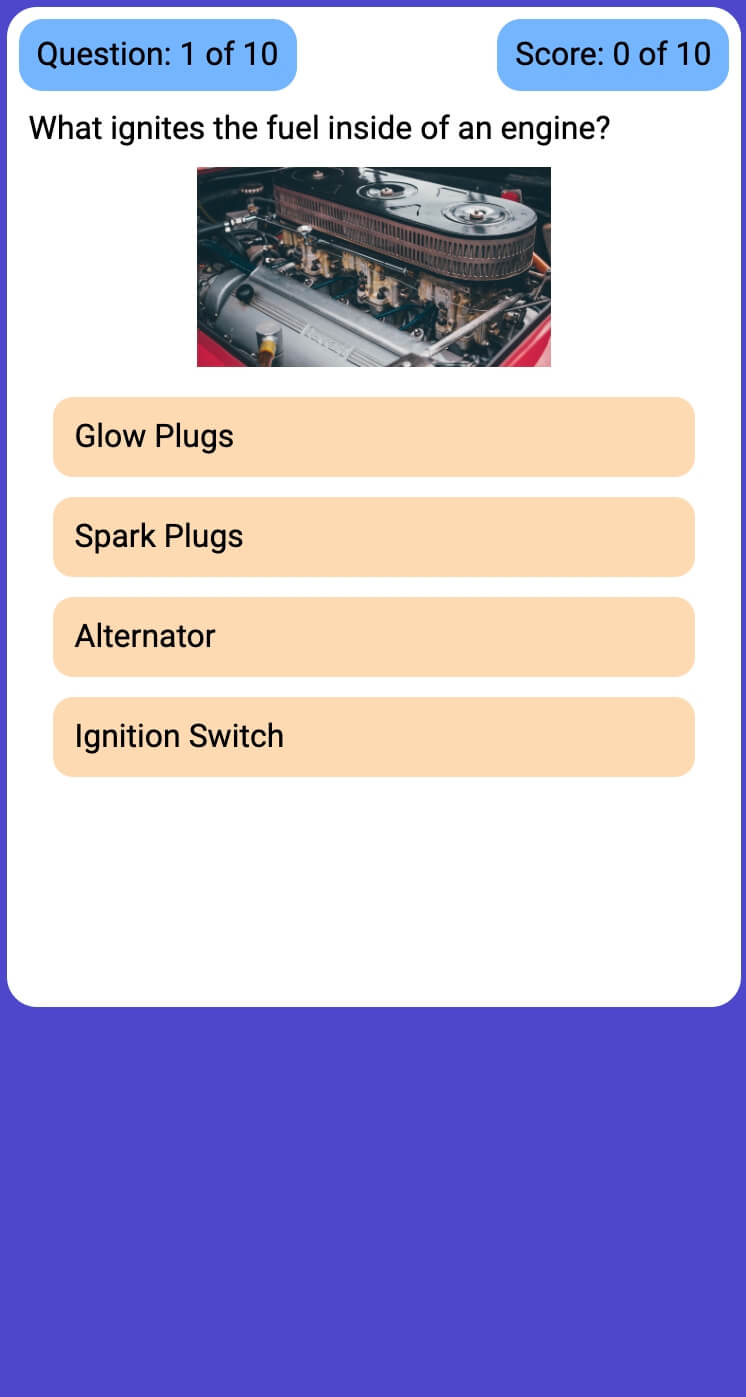 Question: 1 of 10
Score: 0 of 10
What ignites the fuel inside of an engine?
Glow Plugs
Spark Plugs
Alternator
Ignition Switch